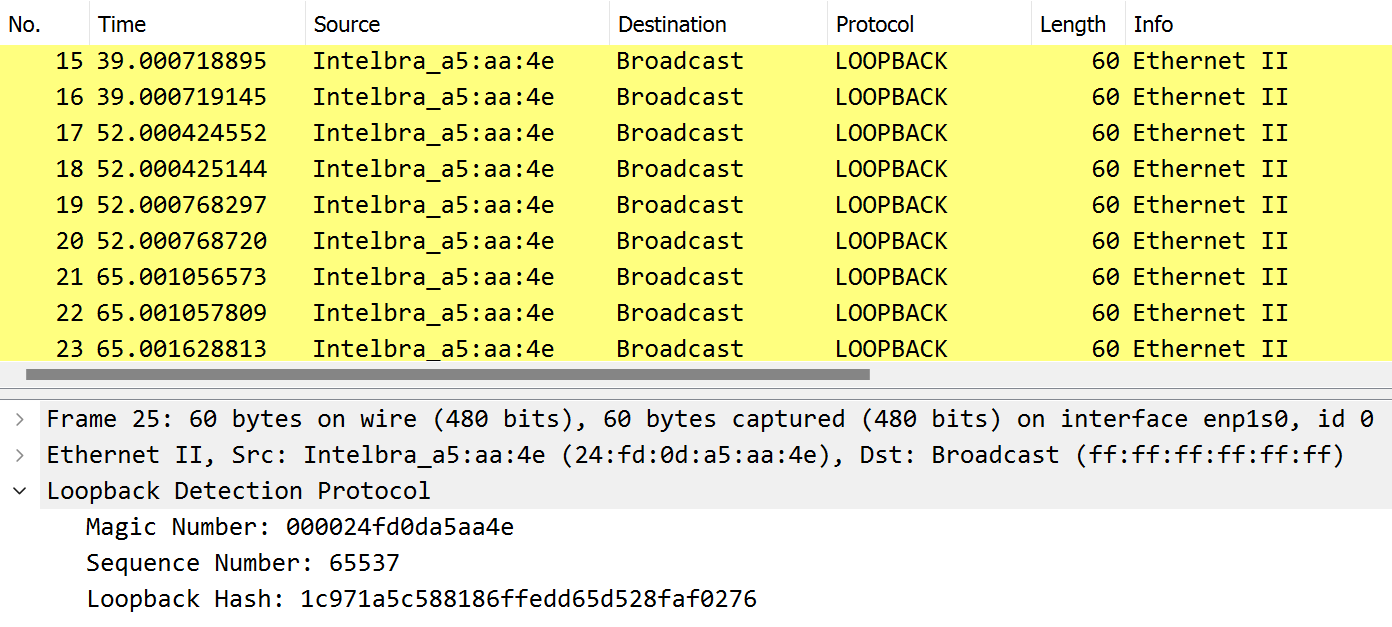 No. Time Source Destination Protocol Length Info
15 39.000718895 Intelbra_a5:aa:4e Broadcast LOOPBACK 60 Ethernet II
16 39.000719145 Intelbra_a5:aa:4e Broadcast LOOPBACK 60 Ethernet II
17 52.000424552 Intelbra_a5:aa:4e Broadcast LOOPBACK 60 Ethernet II
18 52.000425144 Intelbra_a5:aa:4e Broadcast LOOPBACK 60 Ethernet II
19 52.000768297 Intelbra_a5:aa:4e Broadcast LOOPBACK 60 Ethernet II
20 52.000768720 Intelbra_a5:aa:4e Broadcast LOOPBACK 60 Ethernet II
21 65.001056573 Intelbra_a5:aa:4e Broadcast LOOPBACK 60 Ethernet II
22 65.001057809 Intelbra_a5:aa:4e Broadcast LOOPBACK 60 Ethernet II
23 65.001628813 Intelbra_a5:aa:4e Broadcast LOOPBACK 60 Ethernet II
Frame 25: 60 bytes on wire (480 bits), 60 bytes captured (480 bits) on interface enp1s0, id 0
Ethernet II, Src: Intelbra_a5:aa:4e (24:fd:0d:a5:aa:4e), Dst: Broadcast (ff:ff:ff:ff:ff:ff)
Loopback Detection Protocol
Magic Number: 000024fd0da5aa4e
Sequence Number: 65537
Loopback Hash: 1c971a5c588186ffedd65d528faf0276